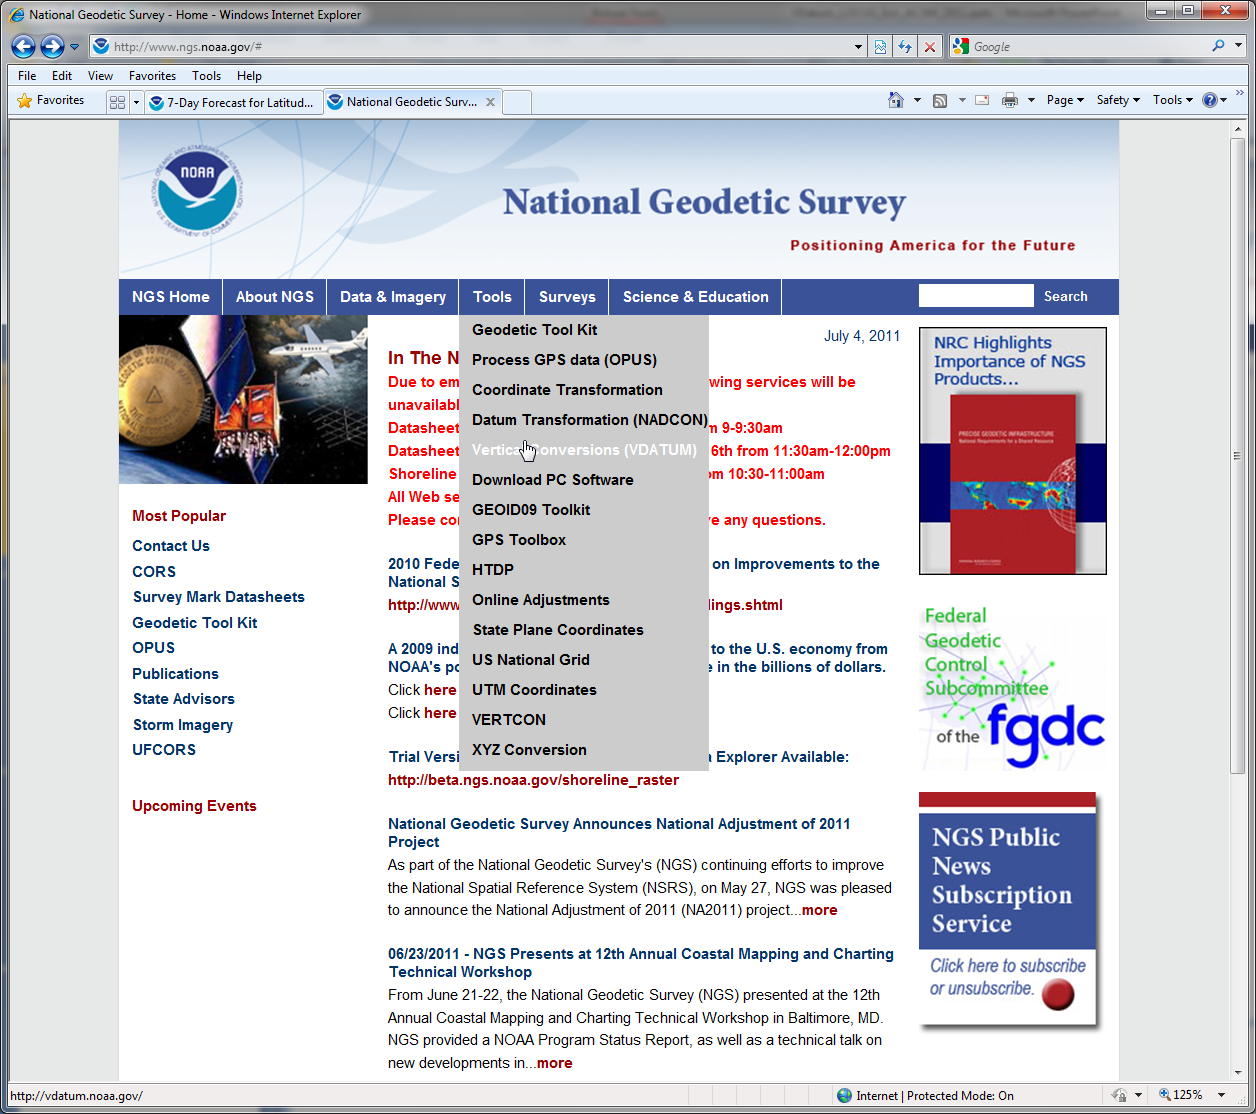 National Geodetic Survey - Home - Windows Internet Explorer
http://www.ngs.noaa.gov/#
Google
File Edit View Favorites Tools Help
Favorites
7-Day Forecast for Latitud...
National Geodetic Surv...
Page Safety Tools
NOAA
National Geodetic Survey
Positioning America for the Future
NGS Home About NGS Data & Imagery Tools Surveys Science & Education Search
Geodetic Tool Kit
Process GPS data (OPUS)
Coordinate Transformation
Datum Transformation (NADCON)
Conversions (VDATUM)
Download PC Software
GEOID09 Toolkit
GPS Toolbox
HTDP
Online Adjustments
State Plane Coordinates
US National Grid
UTM Coordinates
VERTCON
XYZ Conversion
Most Popular
Contact Us
CORS
Survey Mark Datasheets
Geodetic Tool Kit
OPUS
Publications
State Advisors
Storm Imagery
UFCORS
Upcoming Events
July 4, 2011
In The N
Due to em wing services will be
unavailabl
Datasheet m 9-9:30am
Datasheet 6th from 11:30am-12:00pm
Shoreline om 10:30-11:00am
All Web se
Please con ve any questions.
2010 Fede on Improvements to the
National S
http://www lings.shtml
A 2009 ind to the U.S. economy from
NOAA's po e in the billions of dollars.
Click here
Click here
Trial Versi a Explorer Available:
http://beta.ngs.noaa.gov/shoreline_raster
National Geodetic Survey Announces National Adjustment of 2011
Project
As part of the National Geodetic Survey's (NGS) continuing efforts to improve
the National Spatial Reference System (NSRS), on May 27, NGS was pleased
to announce the National Adjustment of 2011 (NA2011) project...more
06/23/2011 - NGS Presents at 12th Annual Coastal Mapping and Charting
Technical Workshop
From June 21-22, the National Geodetic Survey (NGS) presented at the 12th
Annual Coastal Mapping and Charting Technical Workshop in Baltimore, MD.
NGS provided a NOAA Program Status Report, as well as a technical talk on
new developments in...more
NRC Highlights
Importance of NGS
Products...
PRECISE GEODETIC INFRASTRUCTURE
National Requirements for a Shared Resource
Federal
Geodetic
Control
Subcommittee
of the fgdc
NGS Public
News
Subscription
Service
Click here to subscribe
or unsubscribe.
http://vdatum.noaa.gov/
Internet | Protected Mode: On
125%